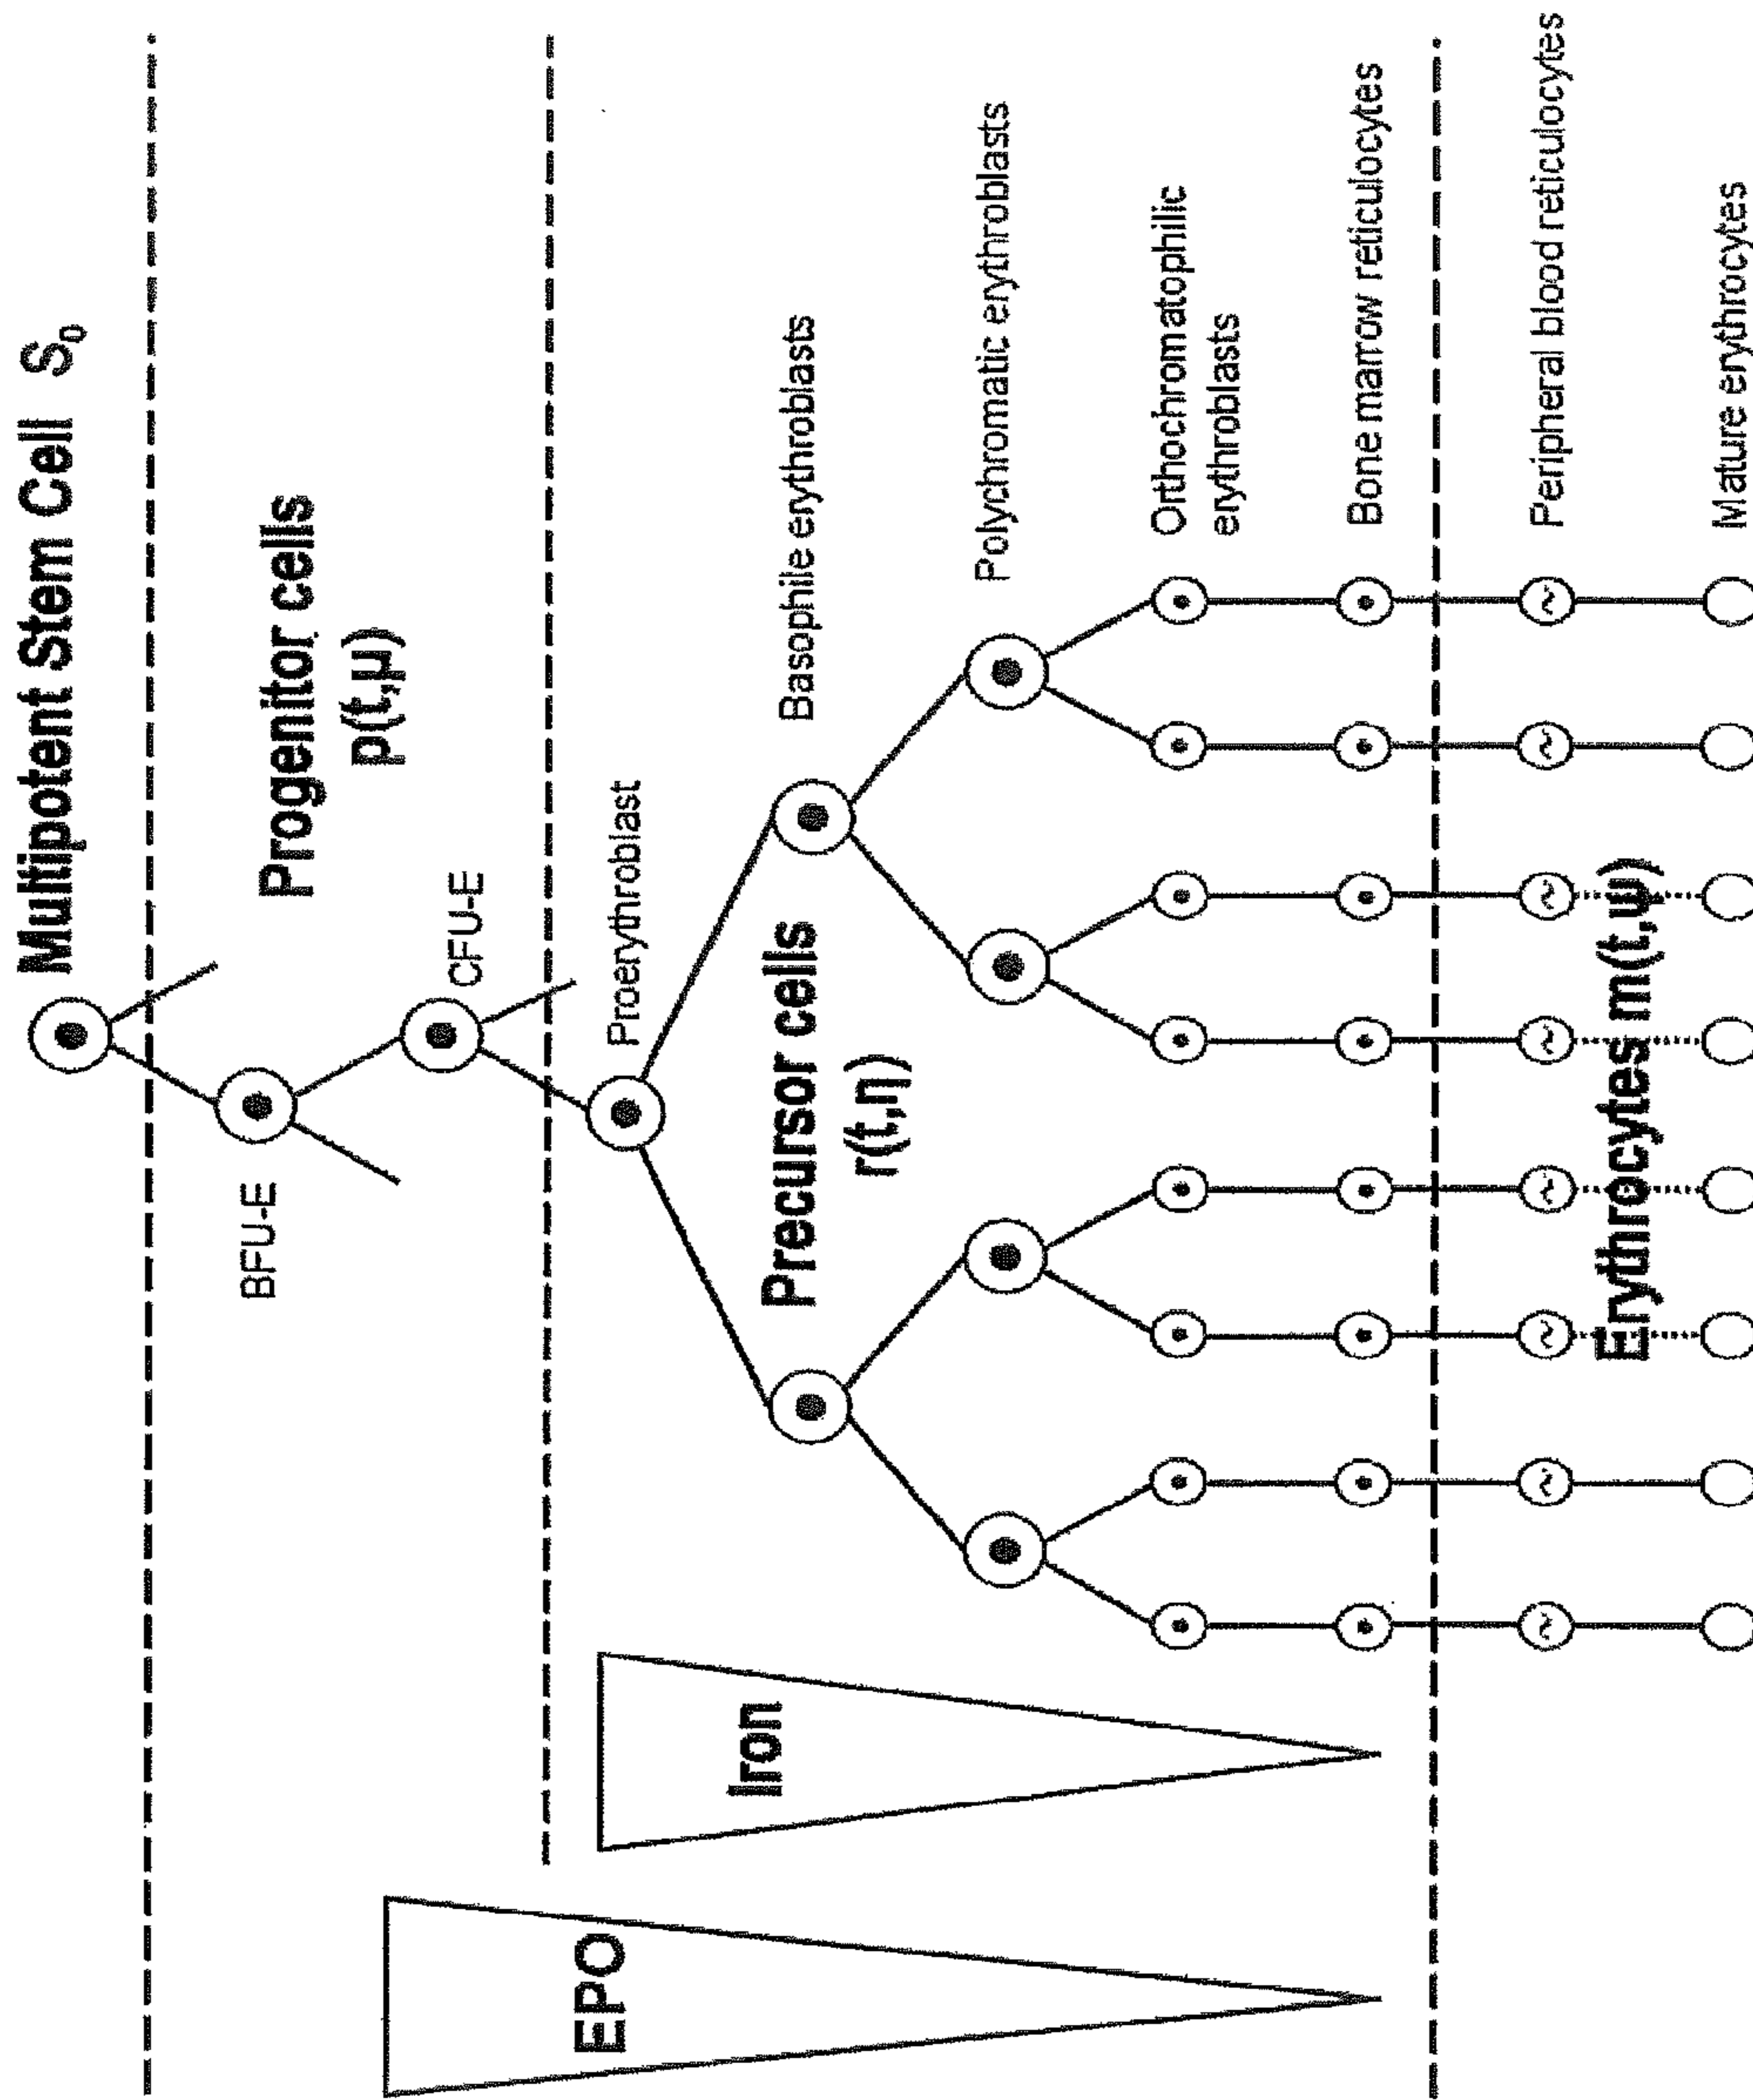 Multipotent Stem Cell S₀
Progenitor cells
p(t,μ)
BFU-E
CFU-E
Proerythroblast
Precursor cells
r(t,η)
Basophile erythroblasts
Polychromatic erythroblasts
Orthochromatophilic
erythroblasts
Bone marrow reticulocytes
Peripheral blood reticulocytes
Erythrocytes m(t,ψ)
Mature erythrocytes
EPO
Iron